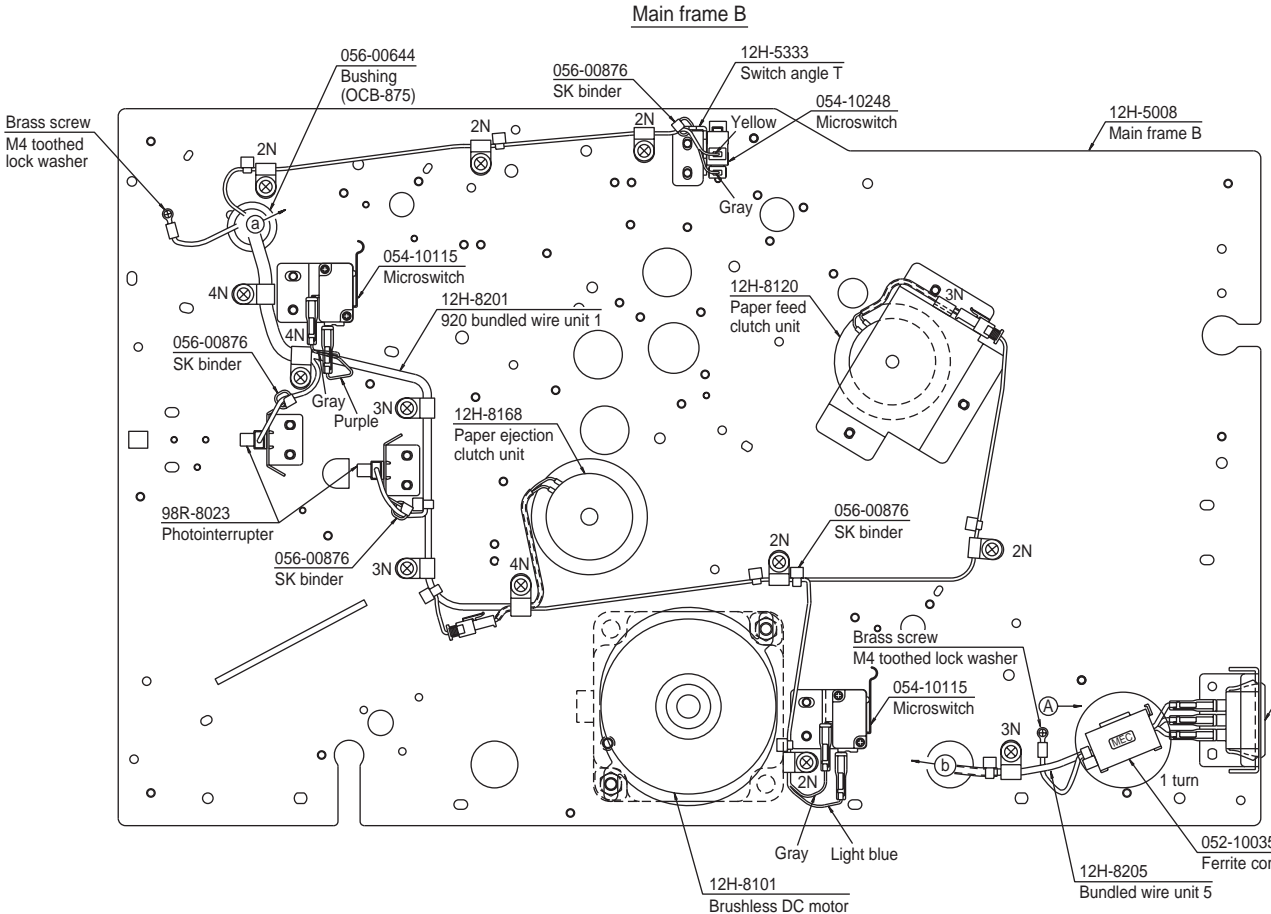 Main frame B
056-00644
Bushing
(OCB-875)
12H-5333
Switch angle T
056-00876
SK binder
054-10248
Microswitch
12H-5008
Main frame B
Brass screw
M4 toothed
lock washer
2N
2N
2N
Yellow
Gray
a
054-10115
Microswitch
4N
12H-8201
920 bundled wire unit 1
12H-8120
Paper feed
clutch unit
3N
4N
056-00876
SK binder
Gray
Purple
3N
12H-8168
Paper ejection
clutch unit
98R-8023
Photointerrupter
056-00876
SK binder
056-00876
SK binder
2N
2N
3N
4N
Brass screw
M4 toothed lock washer
054-10115
Microswitch
A
3N
MEC
b
1 turn
2N
Gray
Light blue
052-10035
Ferrite
12H-8205
Bundled wire unit 5
12H-8101
Brushless DC motor